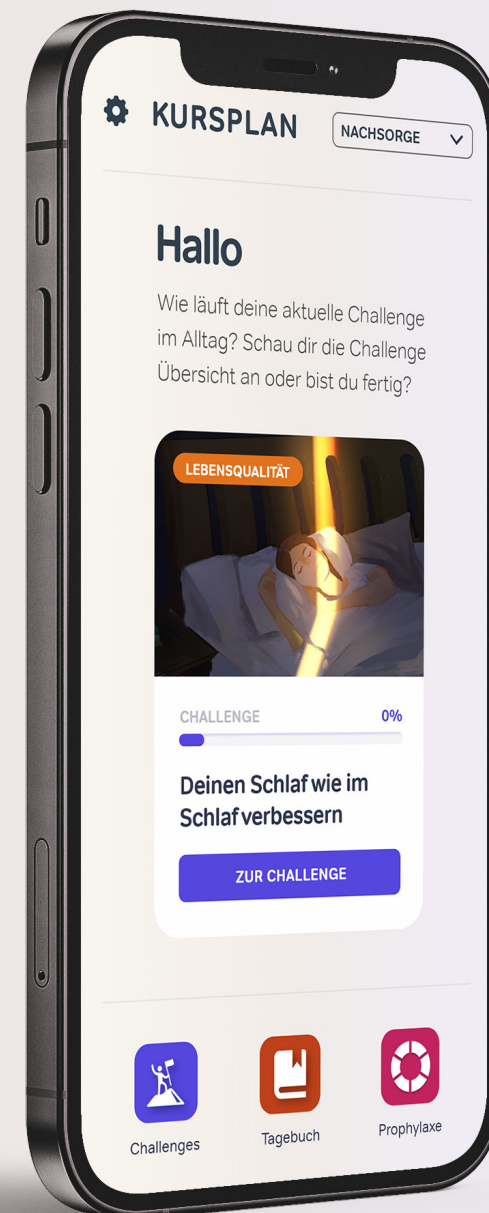 KURSPLAN
NACHSORGE
Hallo
Wie läuft deine aktuelle Challenge
im Alltag? Schau dir die Challenge
Übersicht an oder bist du fertig?
LEBENSQUALITÄT
CHALLENGE 0%
Deinen Schlaf wie im
Schlaf verbessern
ZUR CHALLENGE
Challenges Tagebuch Prophylaxe